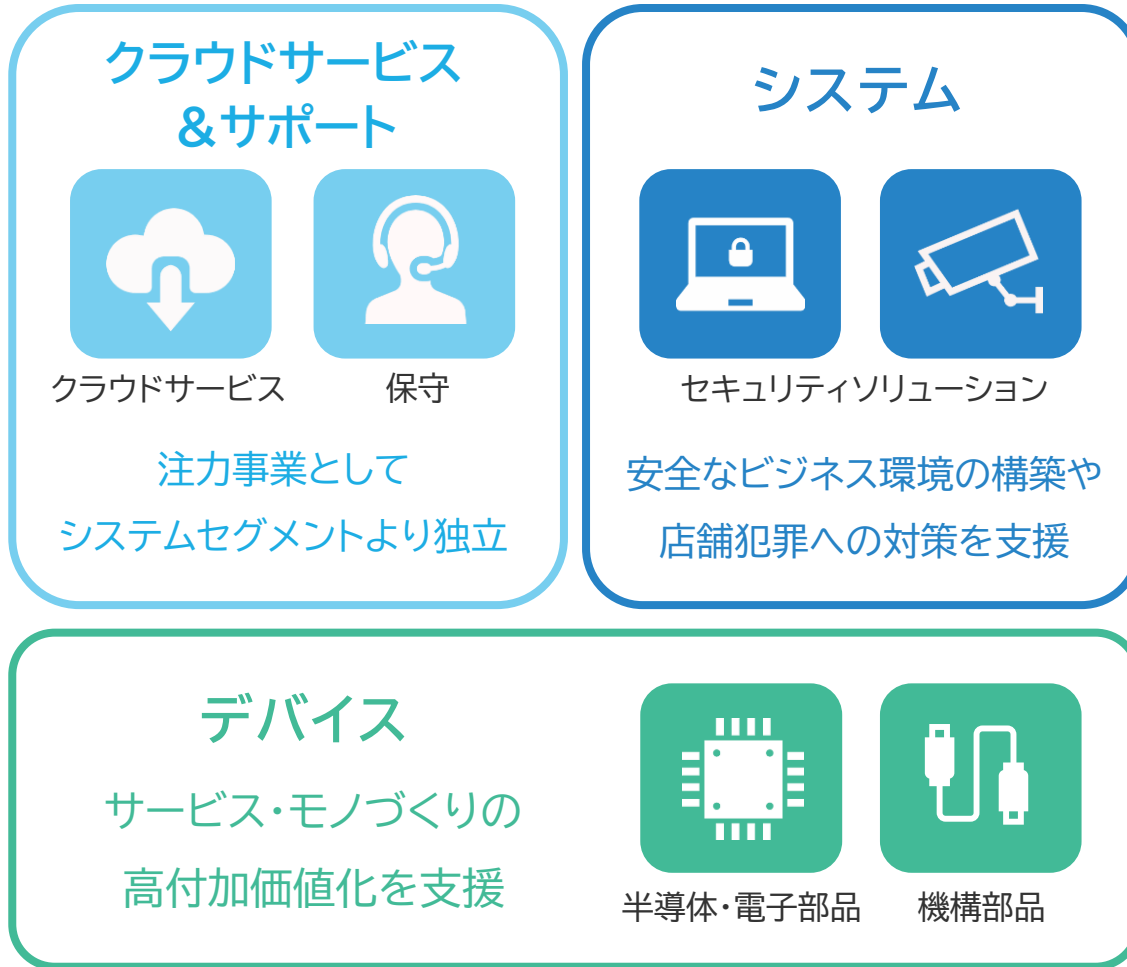 クラウドサービス
&サポート
クラウドサービス
保守
注力事業として
システムセグメントより独立
システム
セキュリティソリューション
安全なビジネス環境の構築や
店舗犯罪への対策を支援
デバイス
サービス・モノづくりの
高付加価値化を支援
半導体・電子部品
機構部品